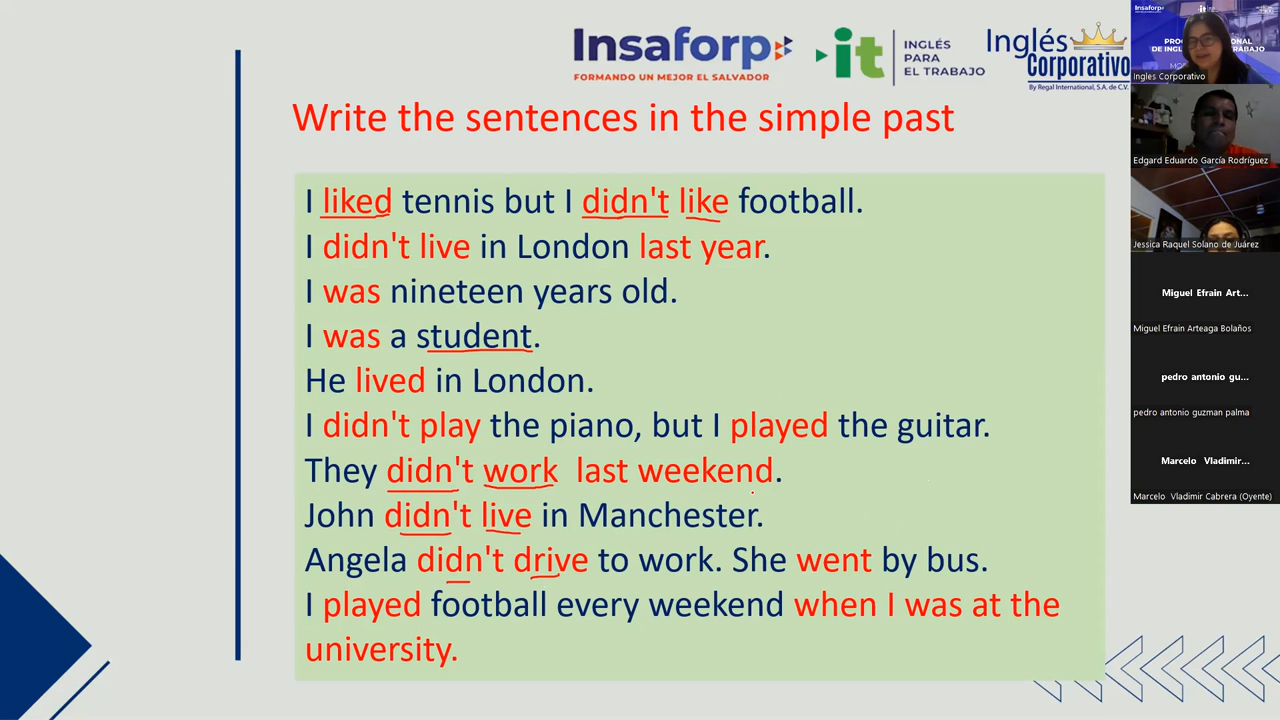 Insaforp
FORMANDO UN MEJOR EL SALVADOR
it
INGLÉS
PARA
EL TRABAJO
Inglés
Corporativo
By Regal International, S.A. de C.V.
Write the sentences in the simple past
I liked tennis but I didn't like football.
I didn't live in London last year.
I was nineteen years old.
I was a student.
He lived in London.
I didn't play the piano, but I played the guitar.
They didn't work last weekend.
John didn't live in Manchester.
Angela didn't drive to work. She went by bus.
I played football every weekend when I was at the
university.
Insaforp
it
DE INGL
TRABAJO
Ingles Corporativo
Edgard Eduardo García Rodríguez
Jessica Raquel Solano de Juárez
Miguel Efrain Art...
Miguel Efrain Arteaga Bolaños
pedro antonio gu...
pedro antonio guzman palma
Marcelo Vladimir...
Marcelo Vladimir Cabrera (Oyente)